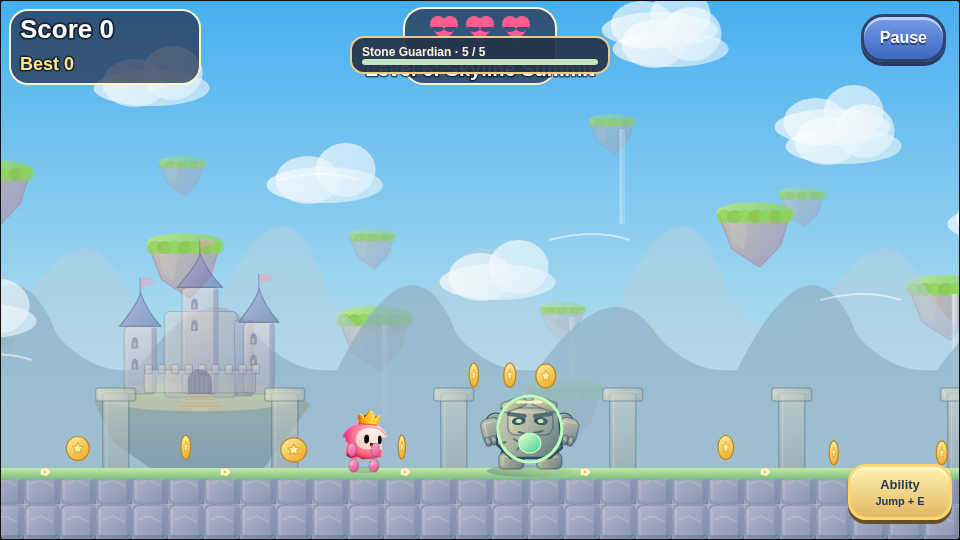 Score 0
Best 0
Stone Guardian · 5 / 5
Pause
Ability
Jump + E